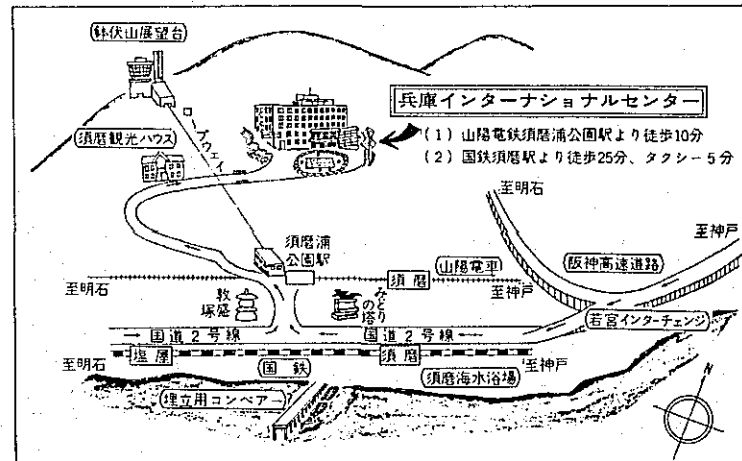 鉢伏山展望台
兵庫インターナショナルセンター
(1) 山陽電鉄須磨浦公園駅より徒歩10分
(2) 国鉄須磨駅より徒歩25分、タクシー5分
ロープウェイ
須磨観光ハウス
至明石
至神戸
須磨浦
公園駅
山陽電車
阪神高速道路
須磨
至明石
至神戸
敦盛塚
みどりの塔
若宮インターチェンジ
国道2号線
国道2号線
塩屋
須磨
至明石
至神戸
国鉄
須磨海水浴場
埋立用コンベアー
N